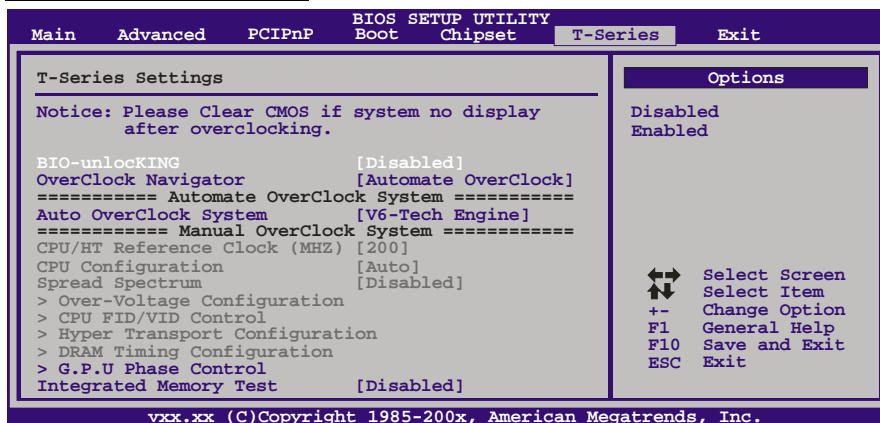 BIOS SETUP UTILITY
Main Advanced PCIPnP Boot Chipset T-Series Exit
T-Series Settings
Notice: Please Clear CMOS if system no display
after overclocking.
BIO-unlocKING [Disabled]
OverClock Navigator [Automate OverClock]
=========== Automate OverClock System ===========
Auto OverClock System [V6-Tech Engine]
============ Manual OverClock System ============
CPU/HT Reference Clock (MHZ) [200]
CPU Configuration [Auto]
Spread Spectrum [Disabled]
> Over-Voltage Configuration
> CPU FID/VID Control
> Hyper Transport Configuration
> DRAM Timing Configuration
> G.P.U Phase Control
Integrated Memory Test [Disabled]
Options
Disabled
Enabled
Select Screen
Select Item
+- Change Option
F1 General Help
F10 Save and Exit
ESC Exit
vxx.xx (C)Copyright 1985-200x, American Megatrends, Inc.